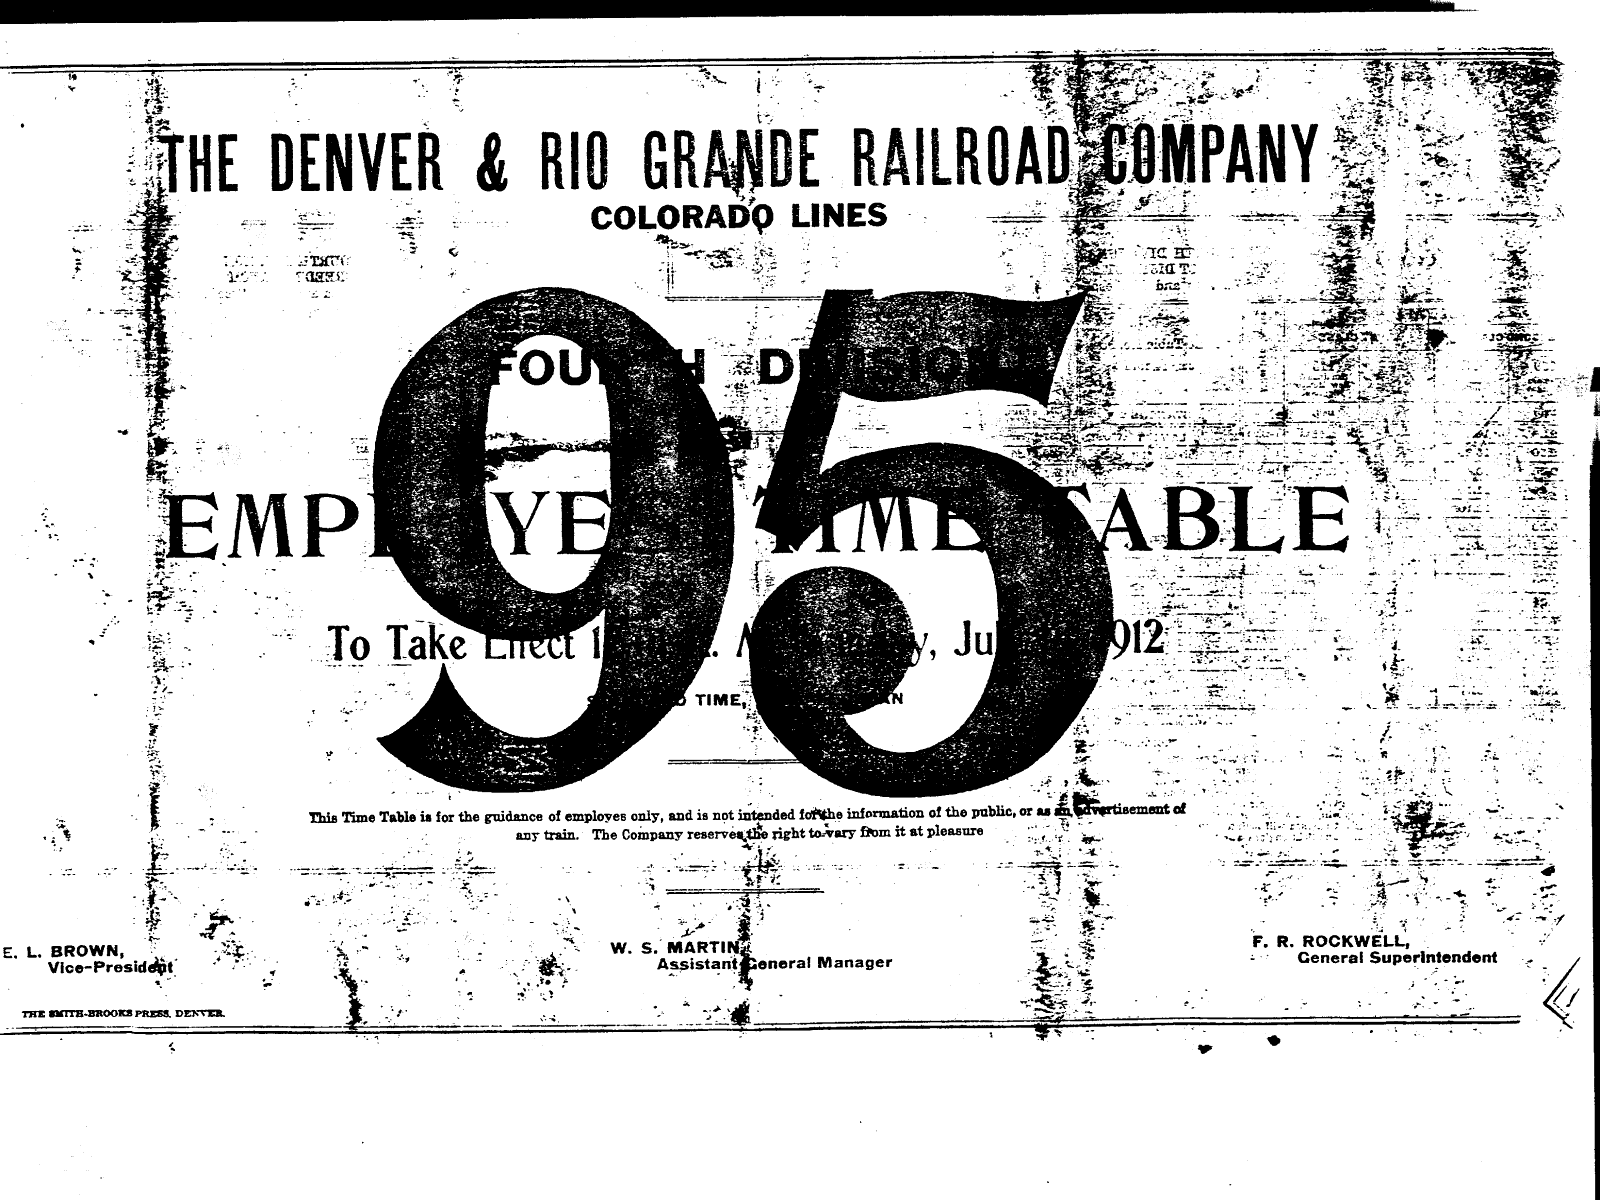 THE DENVER & RIO GRANDE RAILROAD COMPANY
COLORADO LINES
95
FOURTH DIVISION
EMPLOYES TIME TABLE
To Take Effect
TIME,
This Time Table is for the guidance of employes only, and is not intended for the information of the public, or as an advertisement of
any train. The Company reserves the right to vary from it at pleasure
E. L. BROWN,
Vice-President
W. S. MARTIN,
Assistant General Manager
F. R. ROCKWELL,
General Superintendent
THE SMITH-BROOKS PRESS, DENVER.